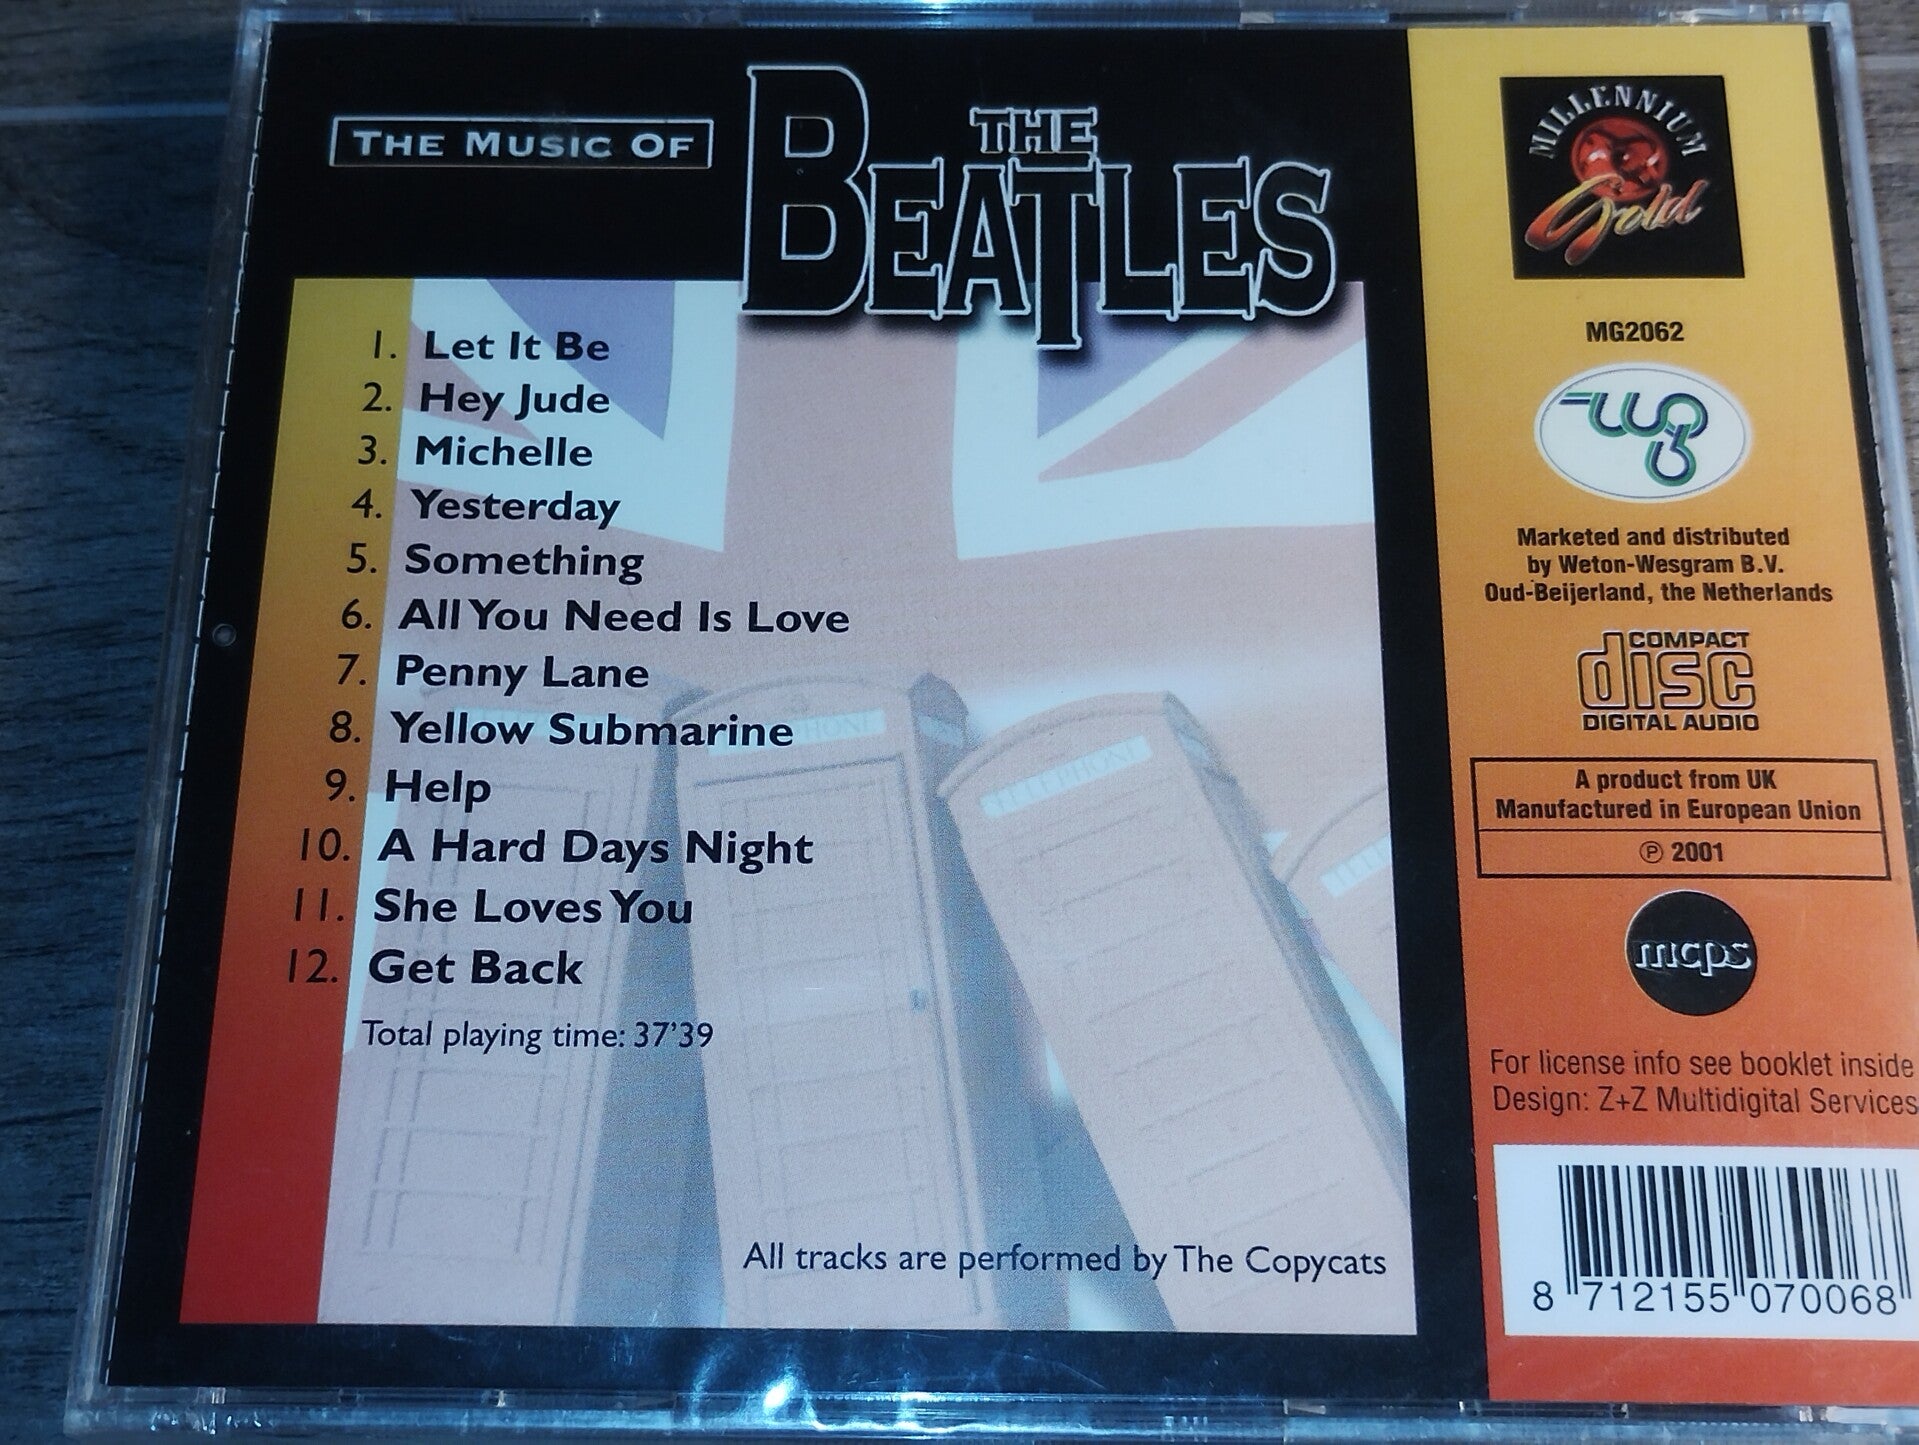 THE MUSIC OF
THE
BEATLES
1. Let It Be
2. Hey Jude
3. Michelle
4. Yesterday
5. Something
6. All You Need Is Love
7. Penny Lane
8. Yellow Submarine
9. Help
10. A Hard Days Night
11. She Loves You
12. Get Back
Total playing time: 37'39
TELEPHONE
All tracks are performed by The Copycats
MILLENNIUM
Gold
MG2062
Marketed and distributed
by Weton-Wesgram B.V.
Oud-Beijerland, the Netherlands
COMPACT
disc
DIGITAL AUDIO
A product from UK
Manufactured in European Union
℗ 2001
mcps
For license info see booklet inside
Design: Z+Z Multidigital Services
8 712155 070068